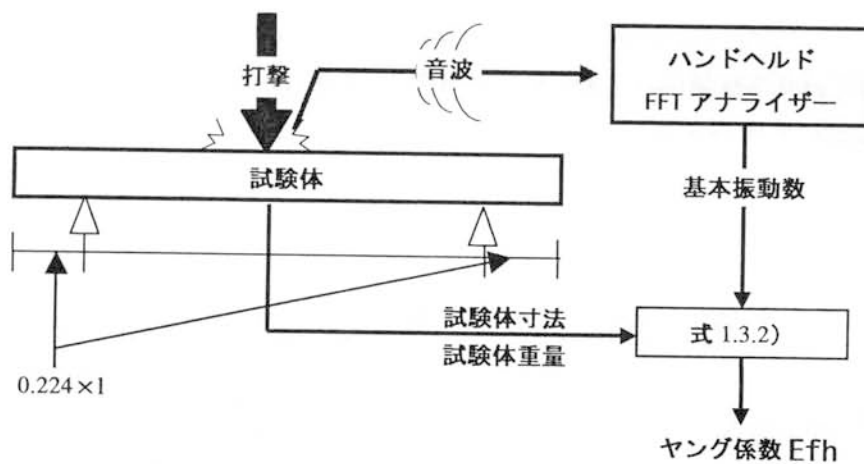 打撃
音波
ハンドヘルド
FFT アナライザー
試験体
基本振動数
試験体寸法
試験体重量
式 1.3.2)
0.224×1
ヤング係数 Efh